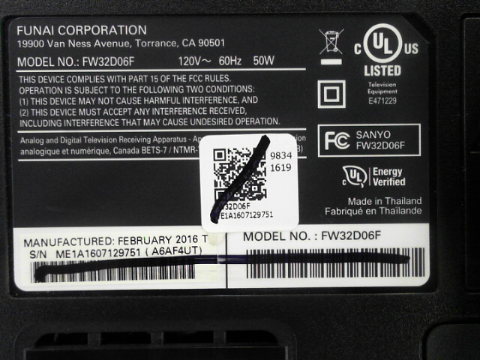 FUNAI CORPORATION
19900 Van Ness Avenue, Torrance, CA 90501
MODEL NO.: FW32D06F 120V~ 60Hz 50W
THIS DEVICE COMPLIES WITH PART 15 OF THE FCC RULES.
OPERATION IS SUBJECT TO THE FOLLOWING TWO CONDITIONS:
(1) THIS DEVICE MAY NOT CAUSE HARMFUL INTERFERENCE, AND
(2) THIS DEVICE MUST ACCEPT ANY INTERFERENCE RECEIVED,
INCLUDING INTERFERENCE THAT MAY CAUSE UNDESIRED OPERATION.
Analog and Digital Television Receiving Apparatus -
analogique et numérique, Canada BETS-7 / NTMR-
c UL US
LISTED
Television
Equipment
E471229
FC SANYO
FW32D06F
c UL US Energy
Verified
Made in Thailand
Fabriqué en Thaïlande
9834
1619
W32D06F
ME1A1607129751
MANUFACTURED: FEBRUARY 2016 T
S/N ME1A1607129751 ( A6AF4UT)
MODEL NO.: FW32D06F